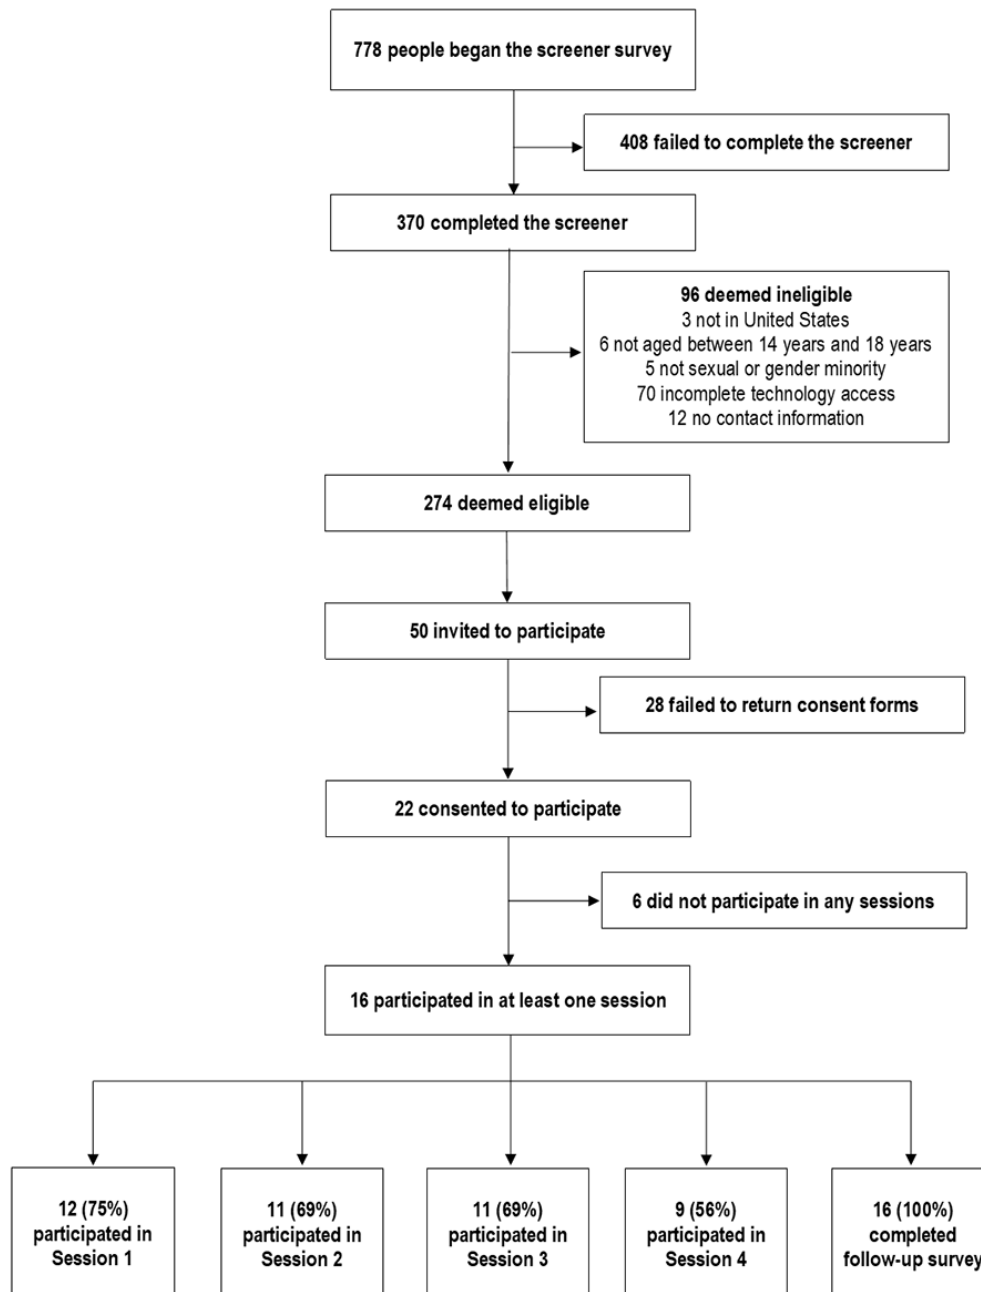 778 people began the screener survey
408 failed to complete the screener
370 completed the screener
96 deemed ineligible
3 not in United States
6 not aged between 14 years and 18 years
5 not sexual or gender minority
70 incomplete technology access
12 no contact information
274 deemed eligible
50 invited to participate
28 failed to return consent forms
22 consented to participate
6 did not participate in any sessions
16 participated in at least one session
12 (75%)
participated in
Session 1
11 (69%)
participated in
Session 2
11 (69%)
participated in
Session 3
9 (56%)
participated in
Session 4
16 (100%)
completed
follow-up survey